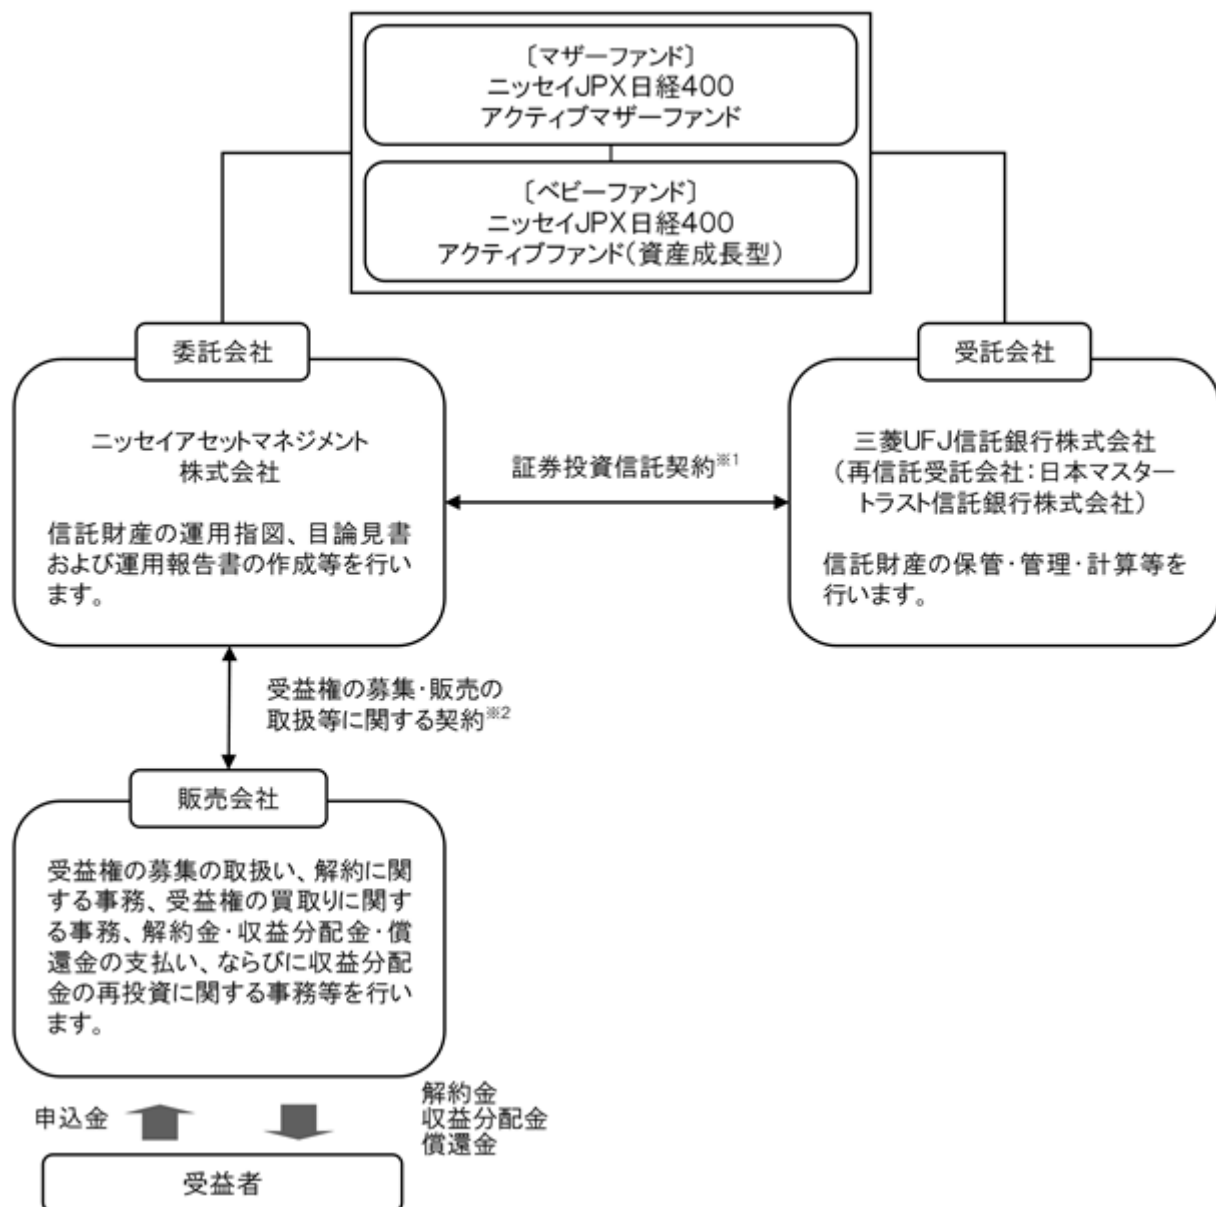 〔マザーファンド〕
ニッセイJPX日経400
アクティブマザーファンド
〔ベビーファンド〕
ニッセイJPX日経400
アクティブファンド(資産成長型)
委託会社
ニッセイアセットマネジメント
株式会社
信託財産の運用指図、目論見書
および運用報告書の作成等を行い
ます。
証券投資信託契約※1
受託会社
三菱UFJ信託銀行株式会社
(再信託受託会社:日本マスター
トラスト信託銀行株式会社)
信託財産の保管・管理・計算等を
行います。
受益権の募集・販売の
取扱等に関する契約※2
販売会社
受益権の募集の取扱い、解約に関
する事務、受益権の買取りに関す
る事務、解約金・収益分配金・償
還金の支払い、ならびに収益分配
金の再投資に関する事務等を行い
ます。
申込金
解約金
収益分配金
償還金
受益者